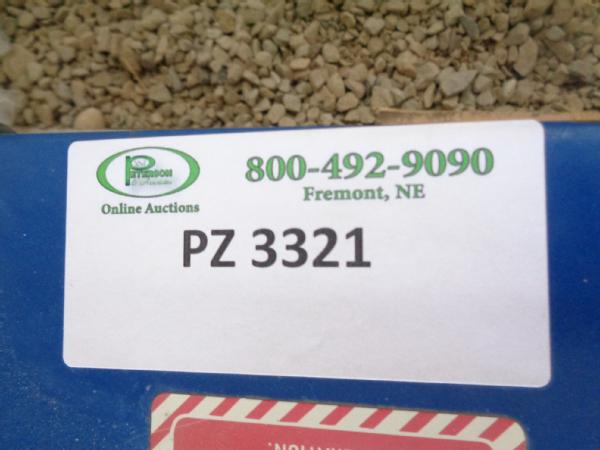 PETERSON
Online Auctions
800-492-9090
Fremont, NE
PZ 3321